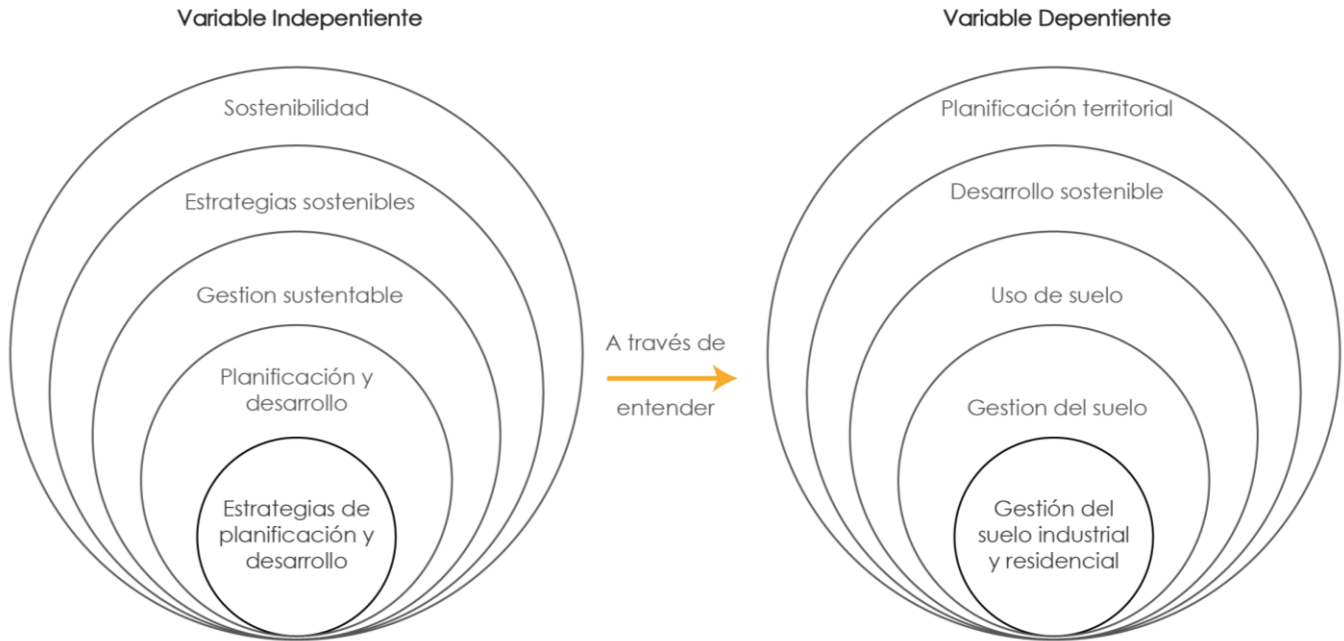 Variable Indepentiente
Sostenibilidad
Estrategias sostenibles
Gestion sustentable
Planificación y
desarrollo
Estrategias de
planificación y
desarrollo
A través de
entender
Variable Depentiente
Planificación territorial
Desarrollo sostenible
Uso de suelo
Gestion del suelo
Gestión del
suelo industrial
y residencial